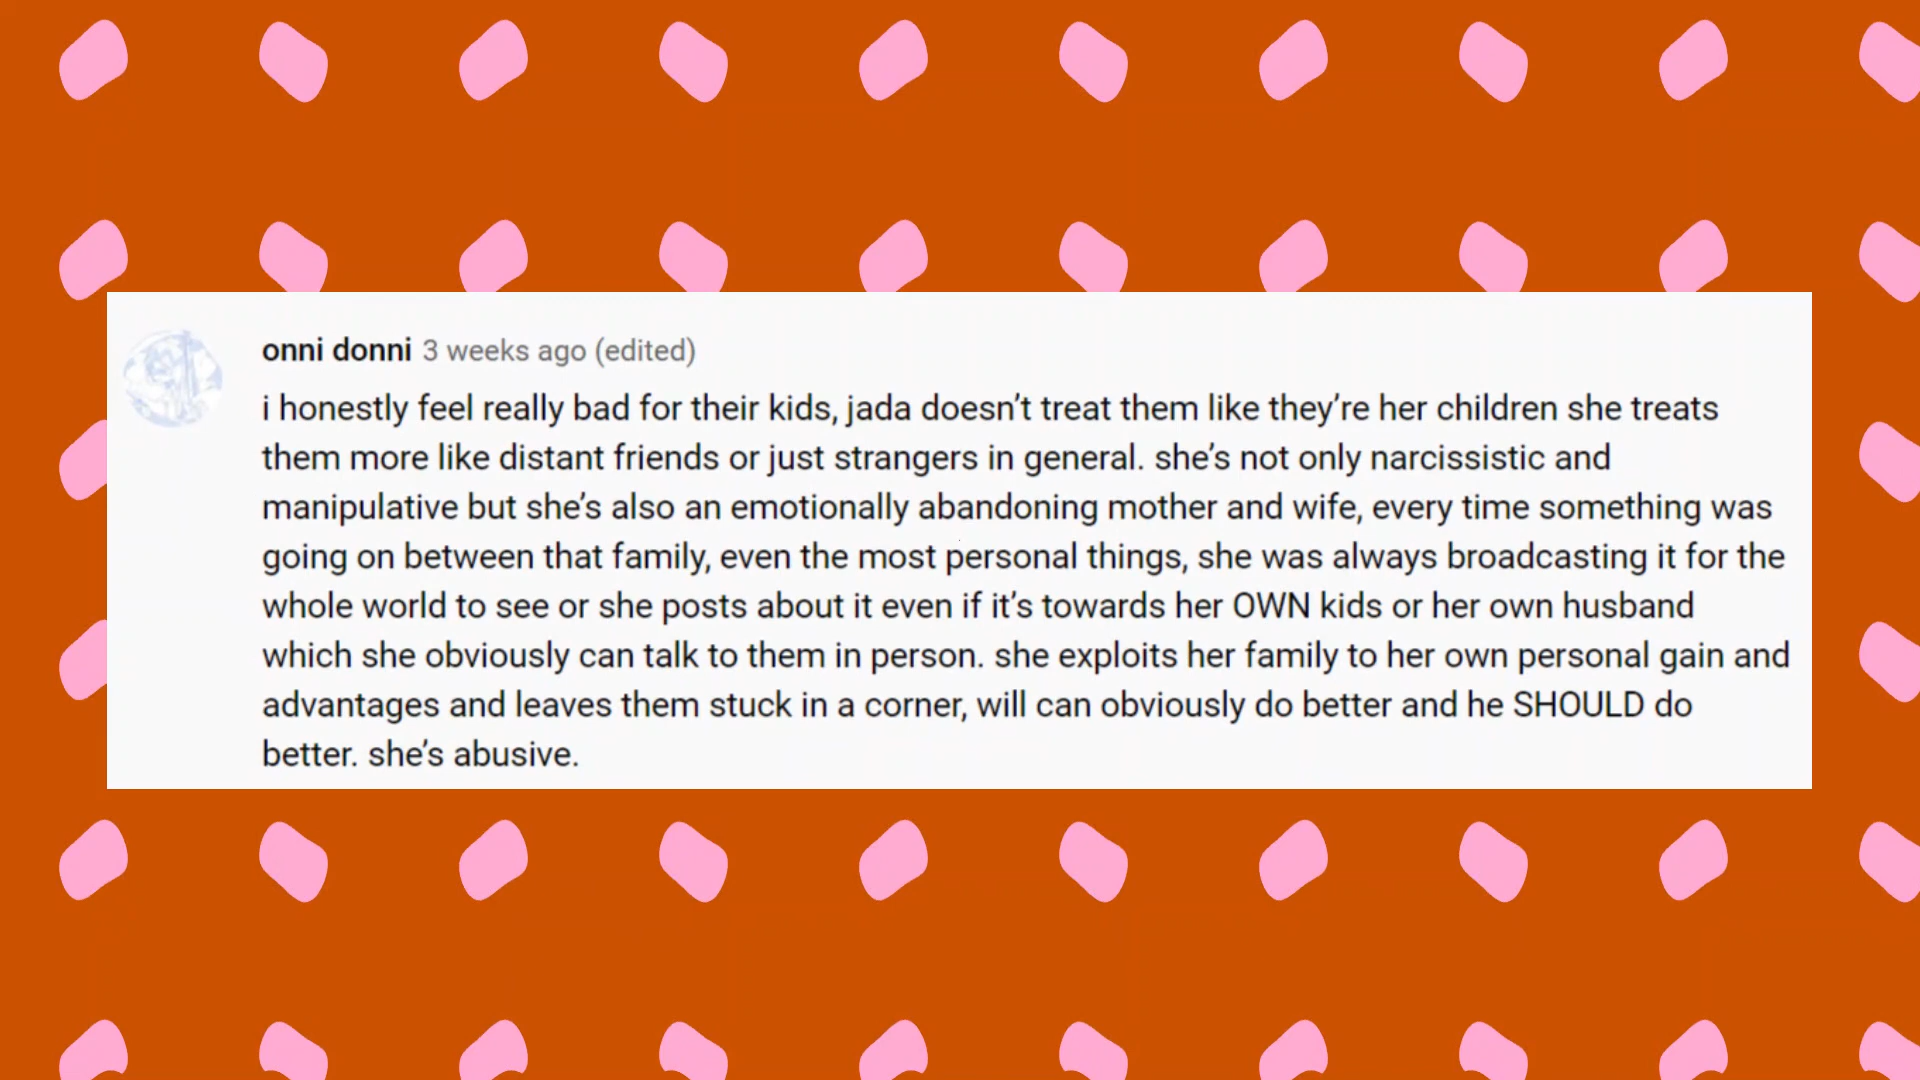 onni donni 3 weeks ago (edited)
i honestly feel really bad for their kids, jada doesn’t treat them like they’re her children she treats
them more like distant friends or just strangers in general. she’s not only narcissistic and
manipulative but she’s also an emotionally abandoning mother and wife, every time something was
going on between that family, even the most personal things, she was always broadcasting it for the
whole world to see or she posts about it even if it’s towards her OWN kids or her own husband
which she obviously can talk to them in person. she exploits her family to her own personal gain and
advantages and leaves them stuck in a corner, will can obviously do better and he SHOULD do
better. she’s abusive.